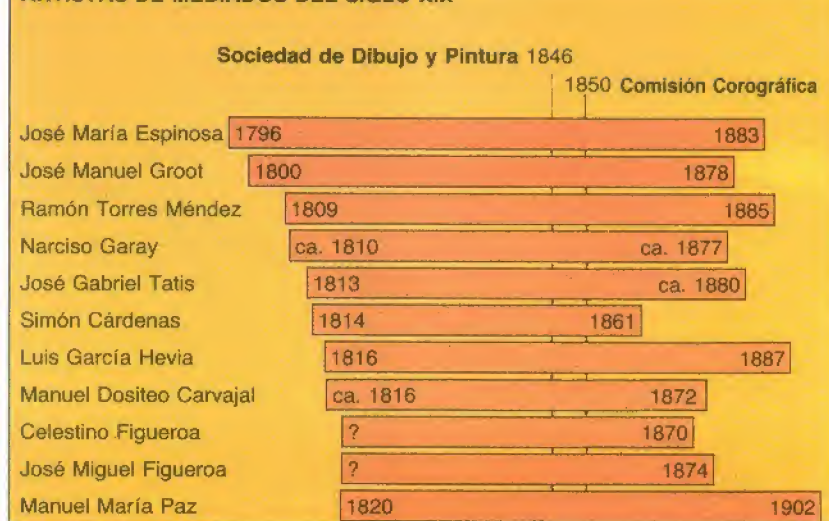 Sociedad de Dibujo y Pintura 1846
1850 Comisión Corográfica
José María Espinosa 1796 1883
José Manuel Groot 1800 1878
Ramón Torres Méndez 1809 1885
Narciso Garay ca. 1810 ca. 1877
José Gabriel Tatis 1813 ca. 1880
Simón Cárdenas 1814 1861
Luis García Hevia 1816 1887
Manuel Dositeo Carvajal ca. 1816 1872
Celestino Figueroa ? 1870
José Miguel Figueroa ? 1874
Manuel María Paz 1820 1902